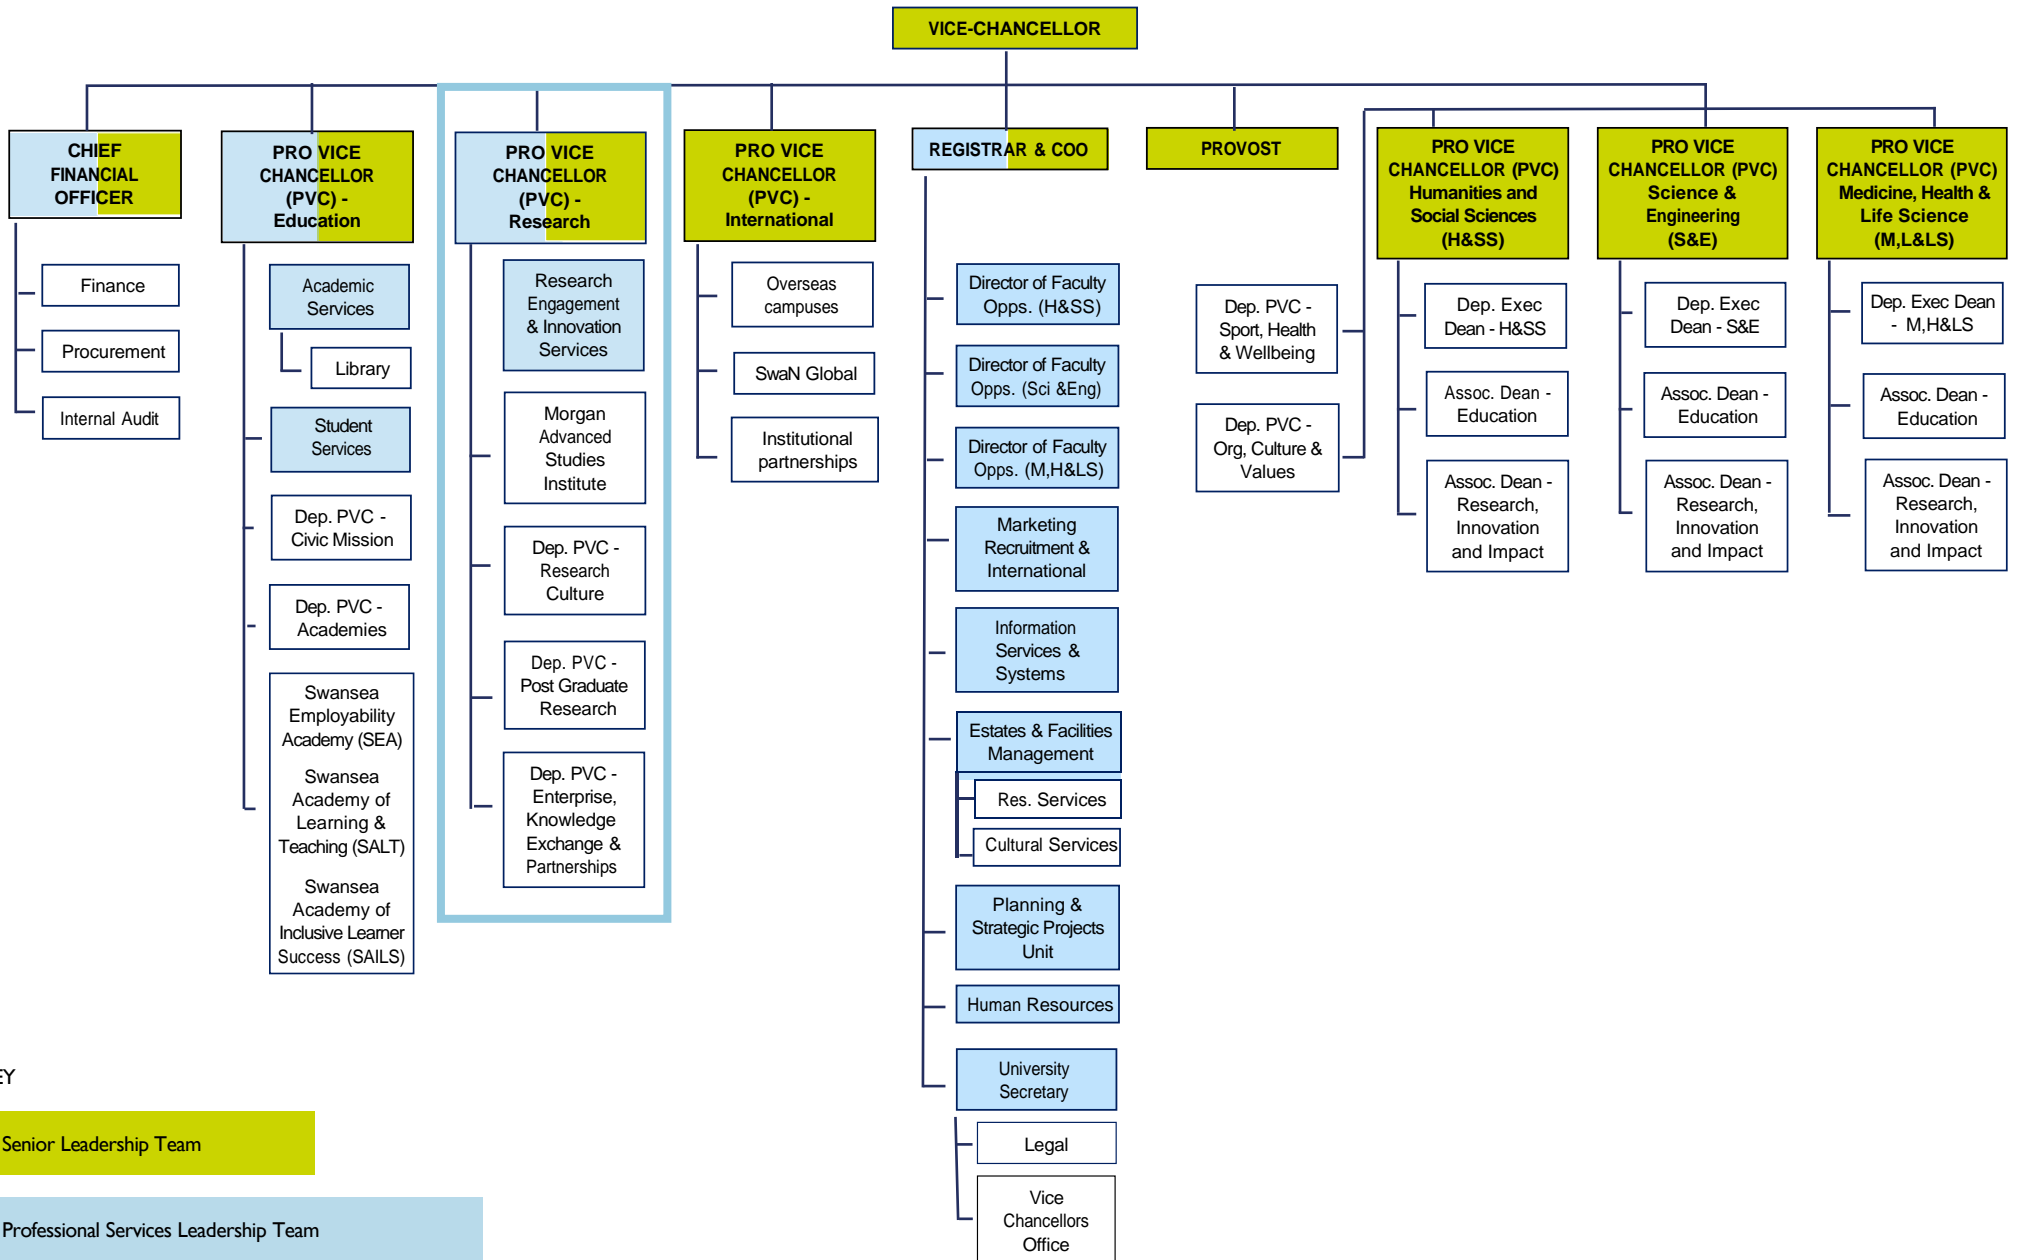 VICE-CHANCELLOR
CHIEF
FINANCIAL
OFFICER
Finance
Procurement
Internal Audit
PRO VICE
CHANCELLOR
(PVC) -
Education
Academic
Services
Library
Student
Services
Dep. PVC -
Civic Mission
Dep. PVC -
Academies
Swansea
Employability
Academy (SEA)
Swansea
Academy of
Learning &
Teaching (SALT)
Swansea
Academy of
Inclusive Learner
Success (SAILS)
PRO VICE
CHANCELLOR
(PVC) -
Research
Research
Engagement
& Innovation
Services
Morgan
Advanced
Studies
Institute
Dep. PVC -
Research
Culture
Dep. PVC -
Post Graduate
Research
Dep. PVC -
Enterprise,
Knowledge
Exchange &
Partnerships
PRO VICE
CHANCELLOR
(PVC) -
International
Overseas
campuses
SwaN Global
Institutional
partnerships
REGISTRAR & COO
Director of Faculty
Opps. (H&SS)
Director of Faculty
Opps. (Sci &Eng)
Director of Faculty
Opps. (M,H&LS)
Marketing
Recruitment &
International
Information
Services &
Systems
Estates & Facilities
Management
Res. Services
Cultural Services
Planning &
Strategic Projects
Unit
Human Resources
University
Secretary
Legal
Vice
Chancellors
Office
PROVOST
Dep. PVC -
Sport, Health
& Wellbeing
Dep. PVC -
Org, Culture &
Values
PRO VICE
CHANCELLOR (PVC)
Humanities and
Social Sciences
(H&SS)
Dep. Exec
Dean - H&SS
Assoc. Dean -
Education
Assoc. Dean -
Research,
Innovation
and Impact
PRO VICE
CHANCELLOR (PVC)
Science &
Engineering
(S&E)
Dep. Exec
Dean - S&E
Assoc. Dean -
Education
Assoc. Dean -
Research,
Innovation
and Impact
PRO VICE
CHANCELLOR (PVC)
Medicine, Health &
Life Science
(M,L&LS)
Dep. Exec Dean
- M,H&LS
Assoc. Dean -
Education
Assoc. Dean -
Research,
Innovation
and Impact
EY
Senior Leadership Team
Professional Services Leadership Team